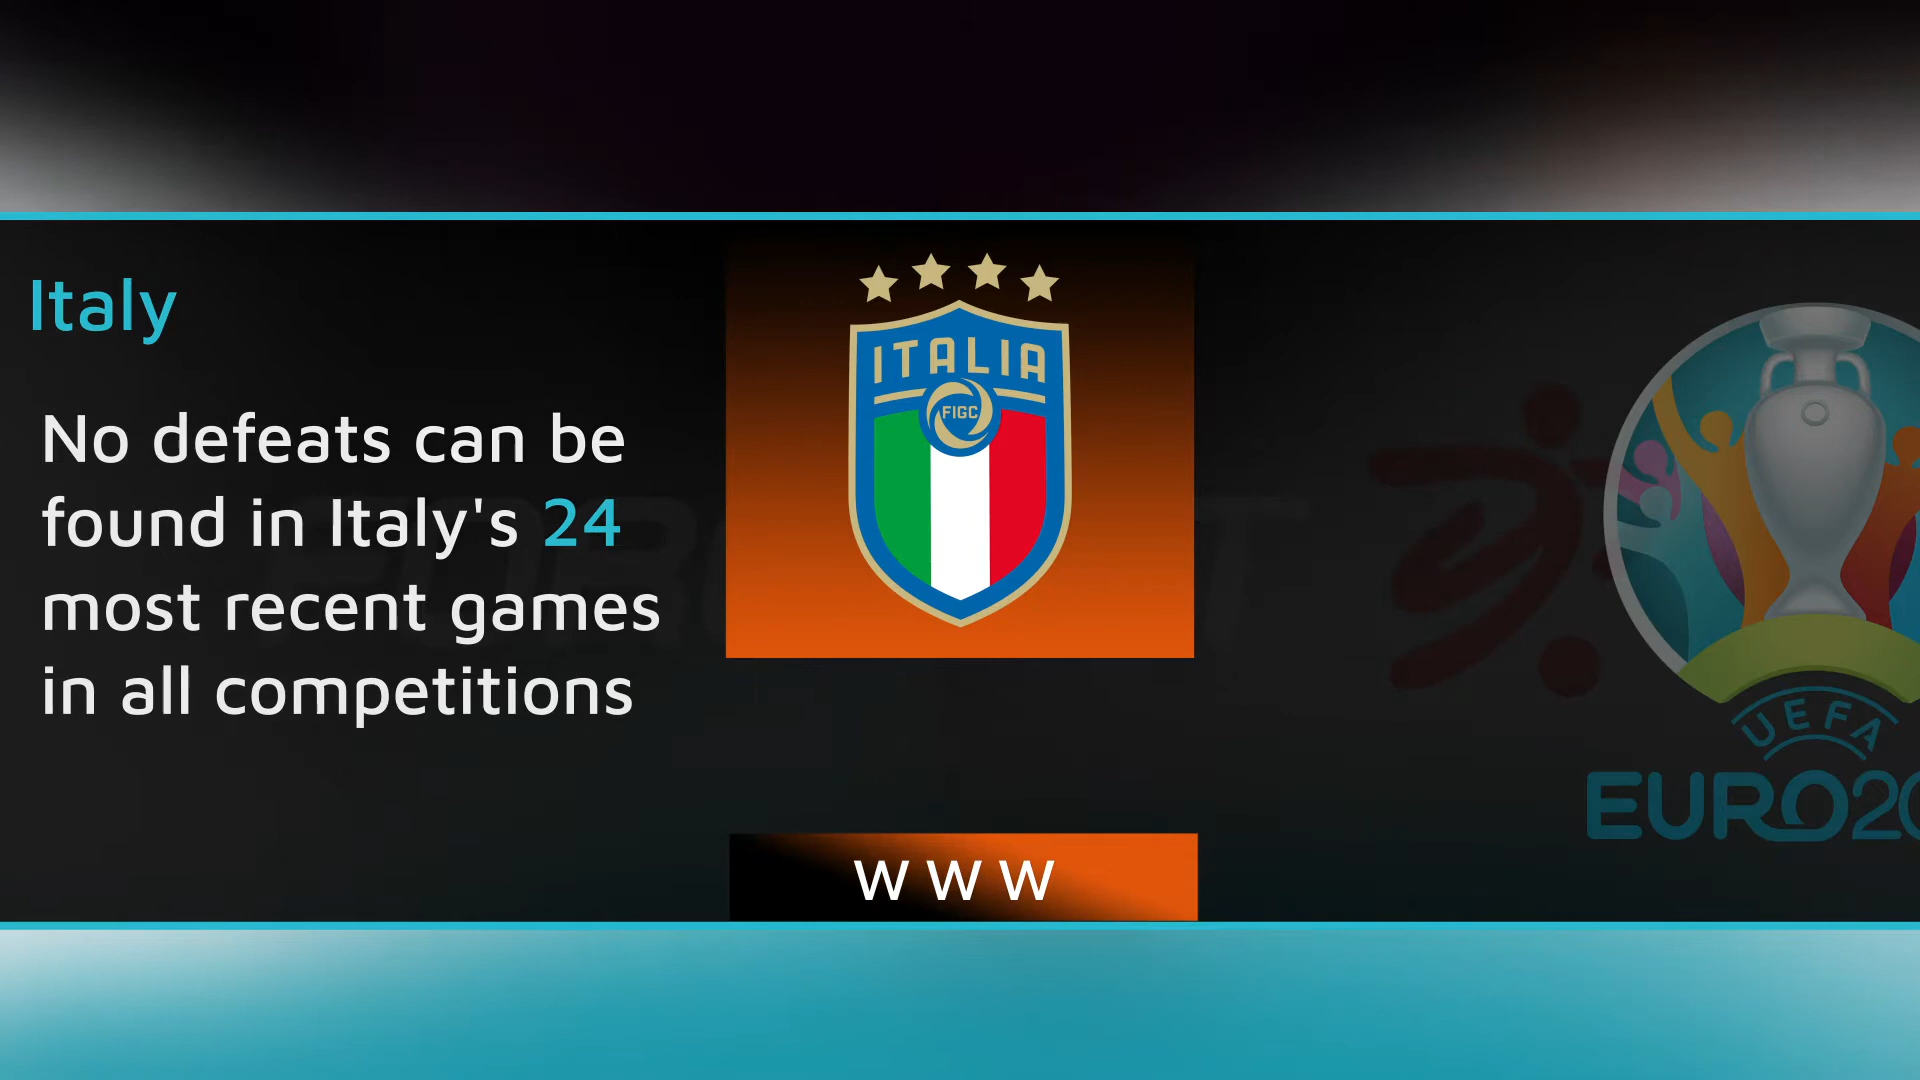 Italy
No defeats can be
found in Italy's 24
most recent games
in all competitions
ITALIA
FIGC
W W W
UEFA
EURO20